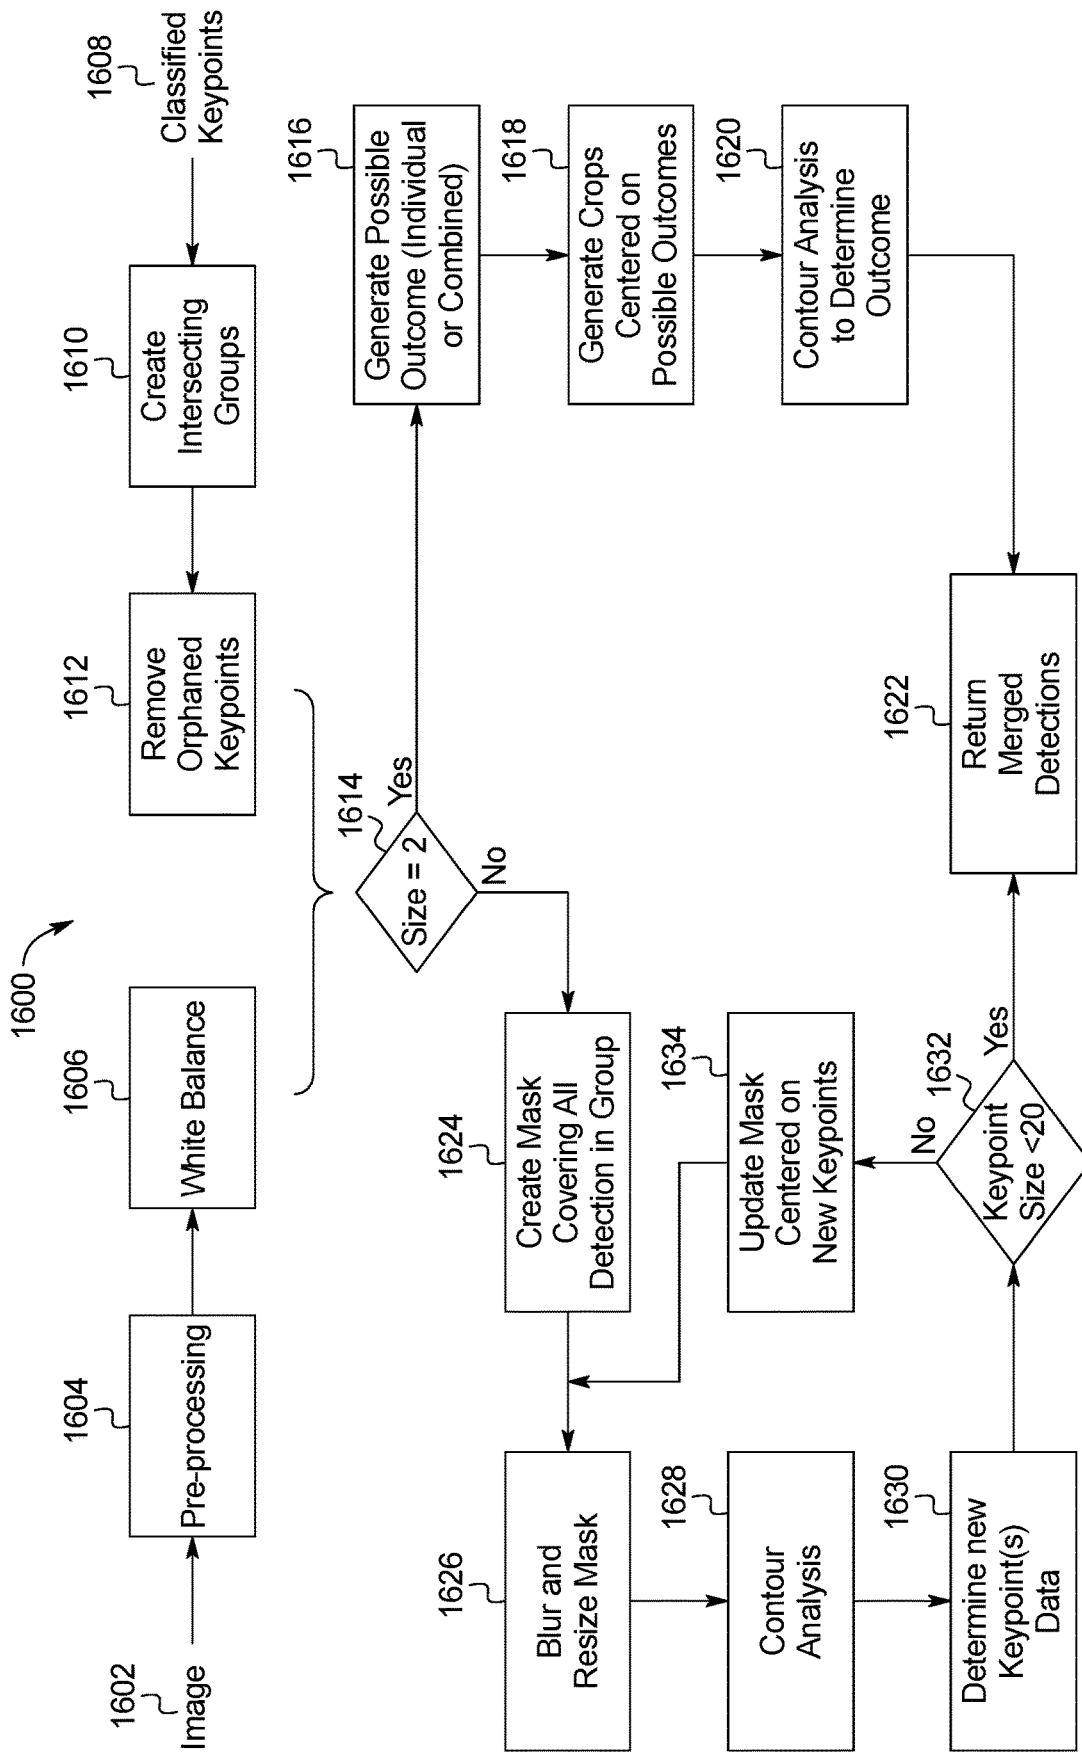 1600
1602
Image
1604
Pre-processing
1606
White Balance
1608
Classified
Keypoints
1610
Create
Intersecting
Groups
1612
Remove
Orphaned
Keypoints
1614
Size = 2
Yes
No
1616
Generate Possible
Outcome (Individual
or Combined)
1618
Generate Crops
Centered on
Possible Outcomes
1620
Contour Analysis
to Determine
Outcome
1622
Return
Merged
Detections
1624
Create Mask
Covering All
Detection in Group
1626
Blur and
Resize Mask
1628
Contour
Analysis
1630
Determine new
Keypoint(s)
Data
1632
Keypoint
Size <20
Yes
No
1634
Update Mask
Centered on
New Keypoints